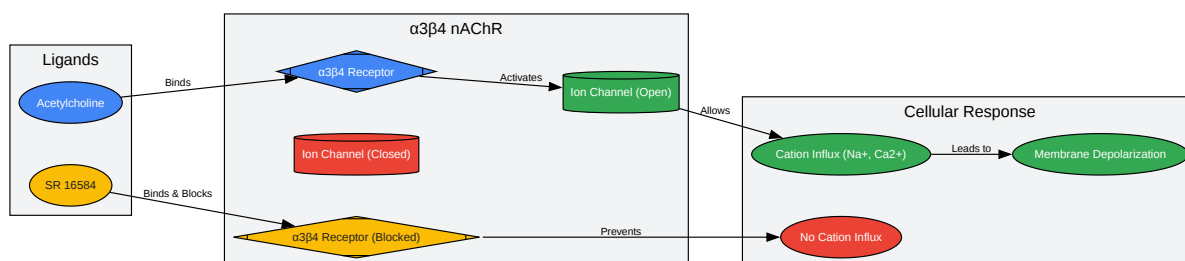 α3β4 nAChR
Ligands
α3β4 Receptor
Activates
Binds
Ion Channel (Open)
Acetylcholine
Allows
Cellular Response
Ion Channel (Closed)
Cation Influx (Na+, Ca2+)
Leads to
Membrane Depolarization
SR 16584
Binds & Blocks
α3β4 Receptor (Blocked)
Prevents
No Cation Influx